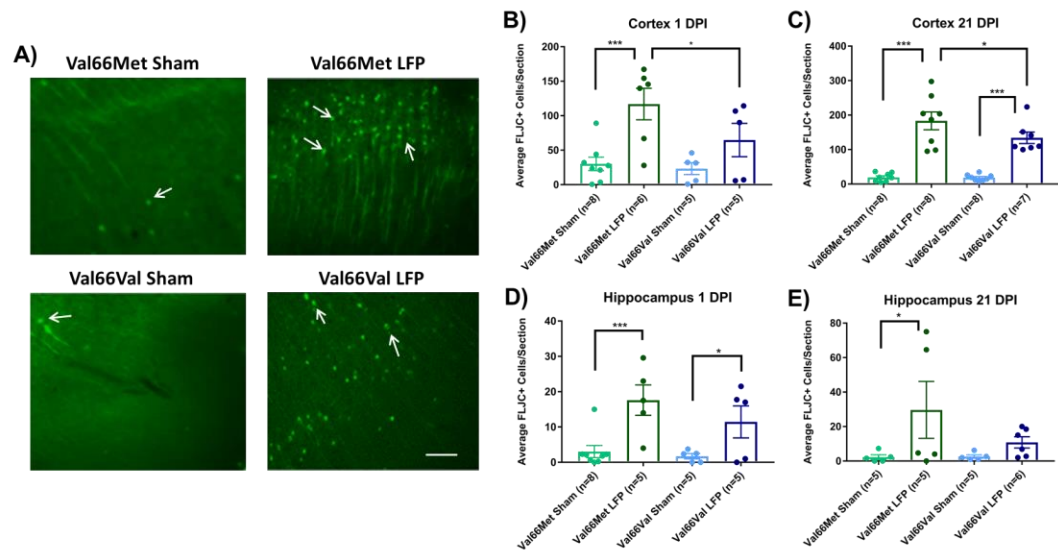 A)
Val66Met Sham
Val66Met LFP
Val66Val Sham
Val66Val LFP
B)
Cortex 1 DPI
Average FLJC+ Cells/Section
200
150
100
50
0
***
*
Val66Met Sham (n=8)
Val66Met LFP (n=6)
Val66Val Sham (n=5)
Val66Val LFP (n=5)
C)
Cortex 21 DPI
Average FLJC+ Cells/Section
400
300
200
100
0
***
*
***
Val66Met Sham (n=8)
Val66Met LFP (n=8)
Val66Val Sham (n=8)
Val66Val LFP (n=7)
D)
Hippocampus 1 DPI
Average FLJC+ Cells/Section
40
30
20
10
0
***
*
Val66Met Sham (n=8)
Val66Met LFP (n=5)
Val66Val Sham (n=5)
Val66Val LFP (n=5)
E)
Hippocampus 21 DPI
Average FLJC+ Cells/Section
80
60
40
20
0
*
Val66Met Sham (n=5)
Val66Met LFP (n=5)
Val66Val Sham (n=5)
Val66Val LFP (n=6)